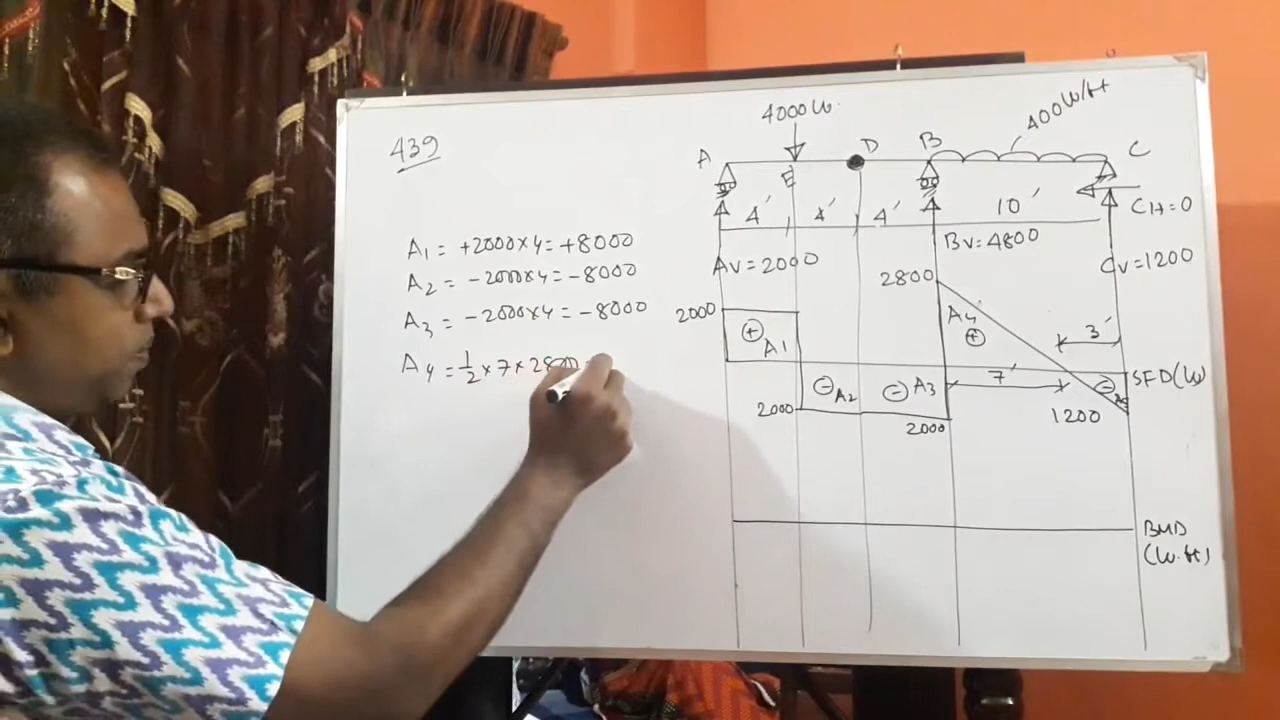 439
A1 = +2000×4 = +8000
A2 = -2000×4 = -8000
A3 = -2000×4 = -8000
A4 = 1/2 × 7 × 2800
4000 W
400 W/ft
A E D B C
4' 4' 4' 10'
CH = 0
AV = 2000
BV = 4800
CV = 1200
2800
2000
+ A1
A4 +
3'
- A2
- A3
7'
-
SFD (W)
2000
2000
1200
BMD
(W.ft)